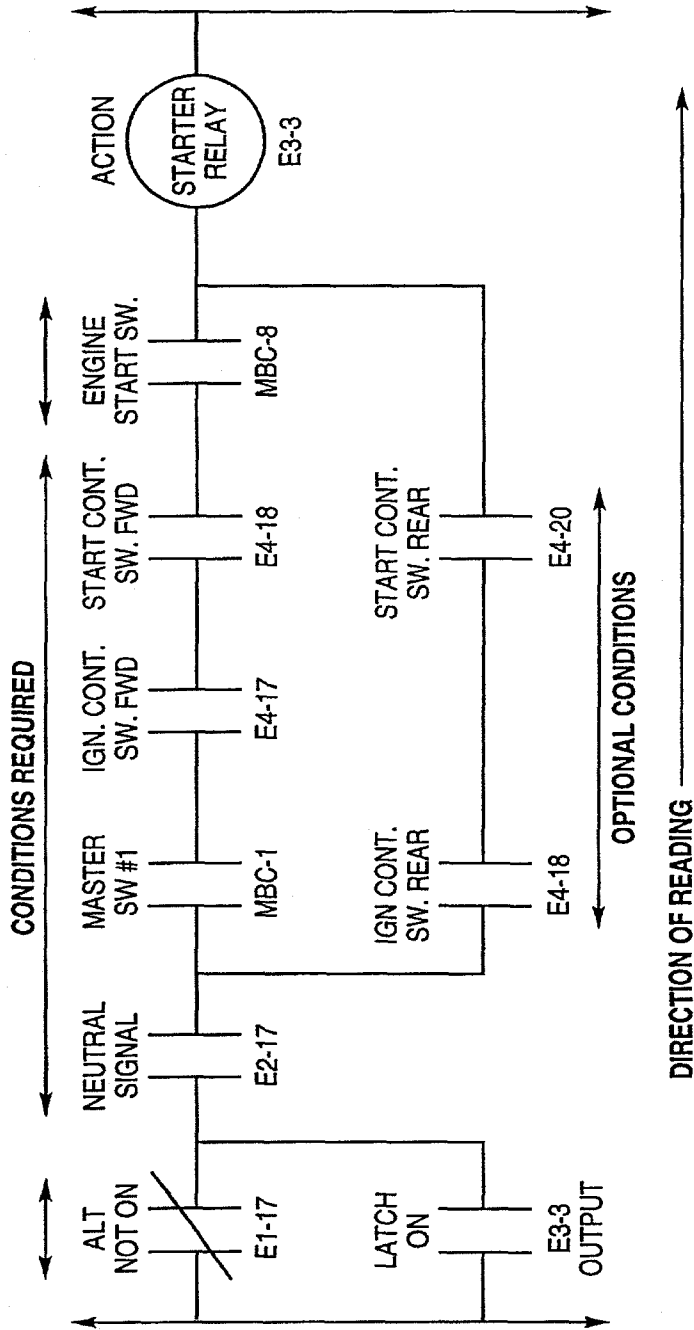 CONDITIONS REQUIRED
ALT
NOT ON
E1-17
NEUTRAL
SIGNAL
E2-17
MASTER
SW #1
MBC-1
IGN. CONT.
SW. FWD
E4-17
START CONT.
SW. FWD
E4-18
ENGINE
START SW.
MBC-8
ACTION
STARTER
RELAY
E3-3
LATCH
ON
E3-3
OUTPUT
IGN CONT.
SW. REAR
E4-18
START CONT.
SW. REAR
E4-20
OPTIONAL CONDITIONS
DIRECTION OF READING